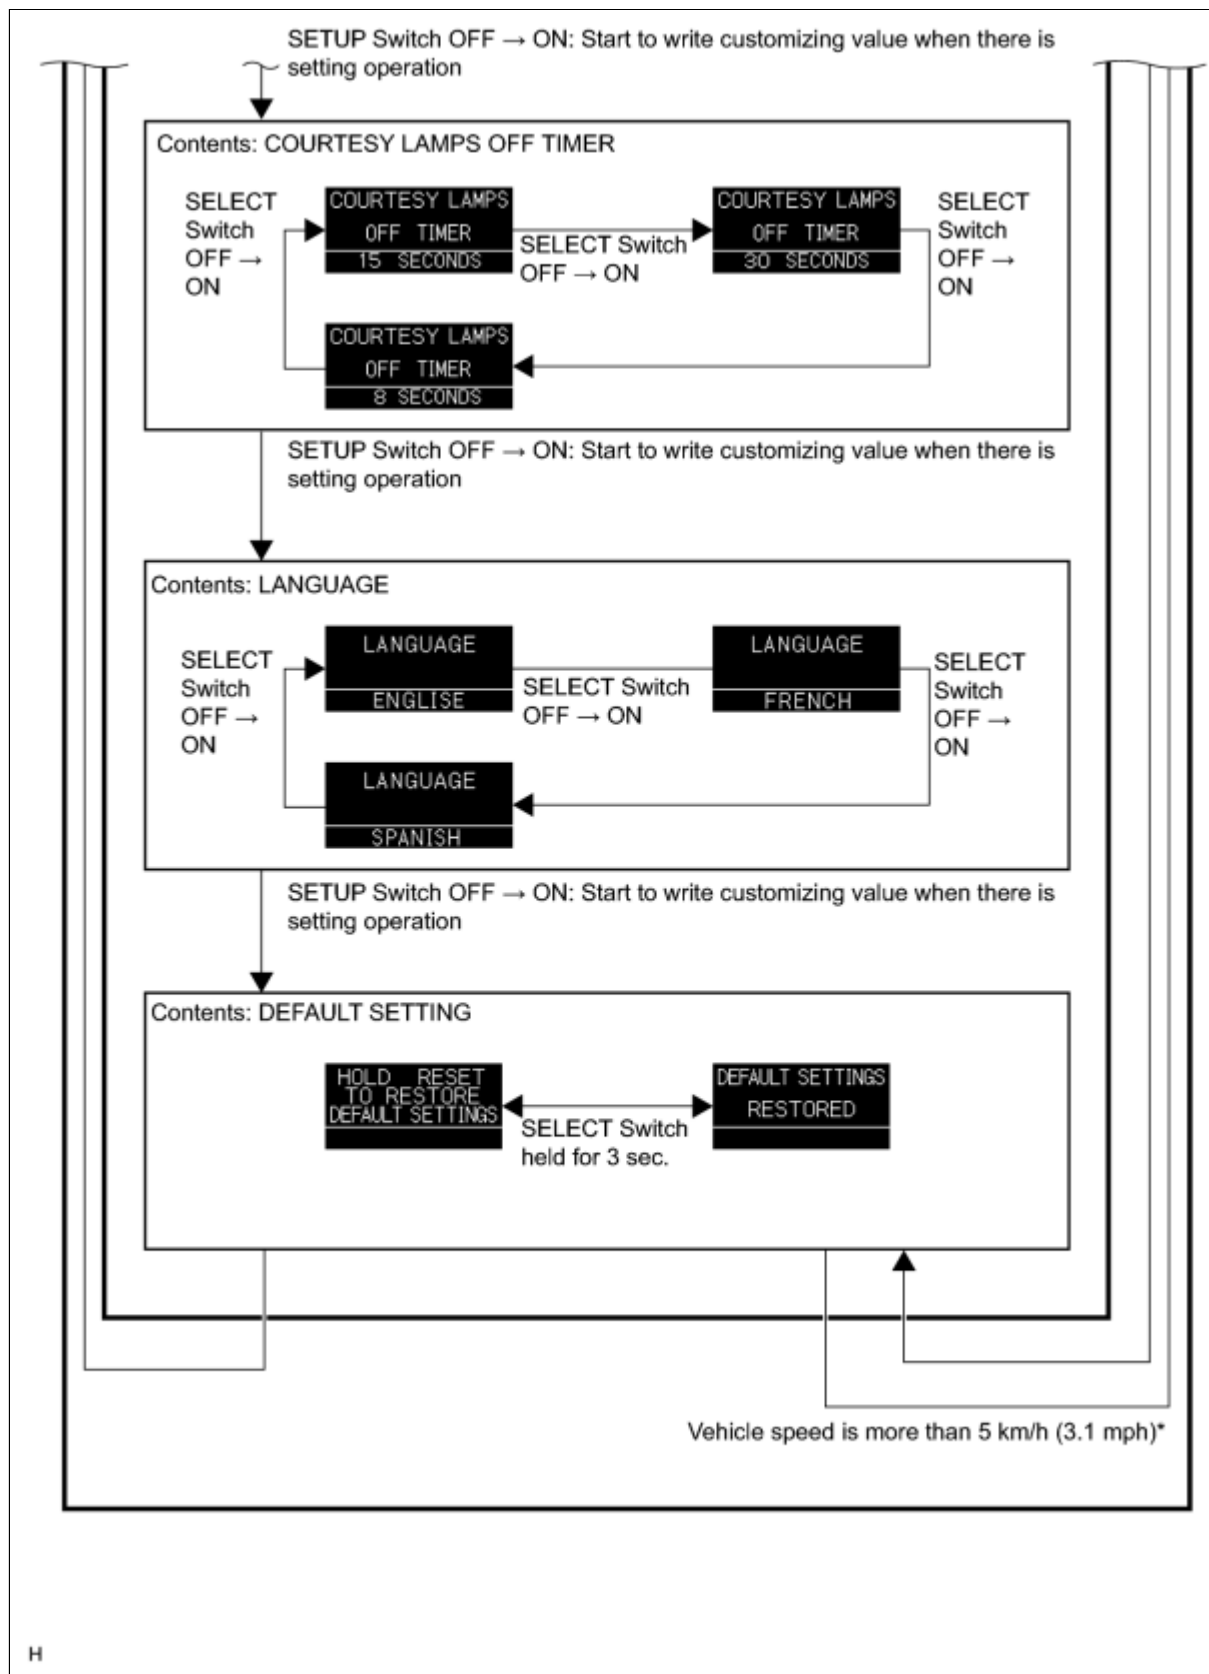 SETUP Switch OFF → ON: Start to write customizing value when there is
setting operation
Contents: COURTESY LAMPS OFF TIMER
SELECT
Switch
OFF →
ON
COURTESY LAMPS
OFF TIMER
15 SECONDS
SELECT Switch
OFF → ON
COURTESY LAMPS
OFF TIMER
30 SECONDS
SELECT
Switch
OFF →
ON
COURTESY LAMPS
OFF TIMER
8 SECONDS
SETUP Switch OFF → ON: Start to write customizing value when there is
setting operation
Contents: LANGUAGE
SELECT
Switch
OFF →
ON
LANGUAGE
ENGLISE
SELECT Switch
OFF → ON
LANGUAGE
FRENCH
SELECT
Switch
OFF →
ON
LANGUAGE
SPANISH
SETUP Switch OFF → ON: Start to write customizing value when there is
setting operation
Contents: DEFAULT SETTING
HOLD RESET
TO RESTORE
DEFAULT SETTINGS
SELECT Switch
held for 3 sec.
DEFAULT SETTINGS
RESTORED
Vehicle speed is more than 5 km/h (3.1 mph)*
H